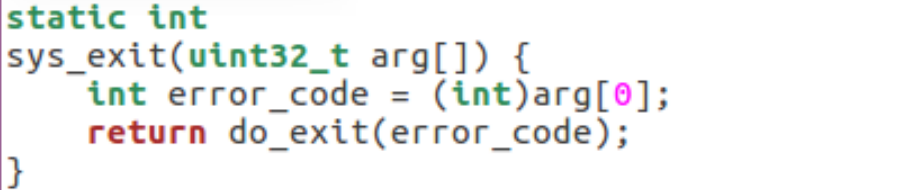 static int
sys_exit(uint32_t arg[]) {
    int error_code = (int)arg[0];
    return do_exit(error_code);
}